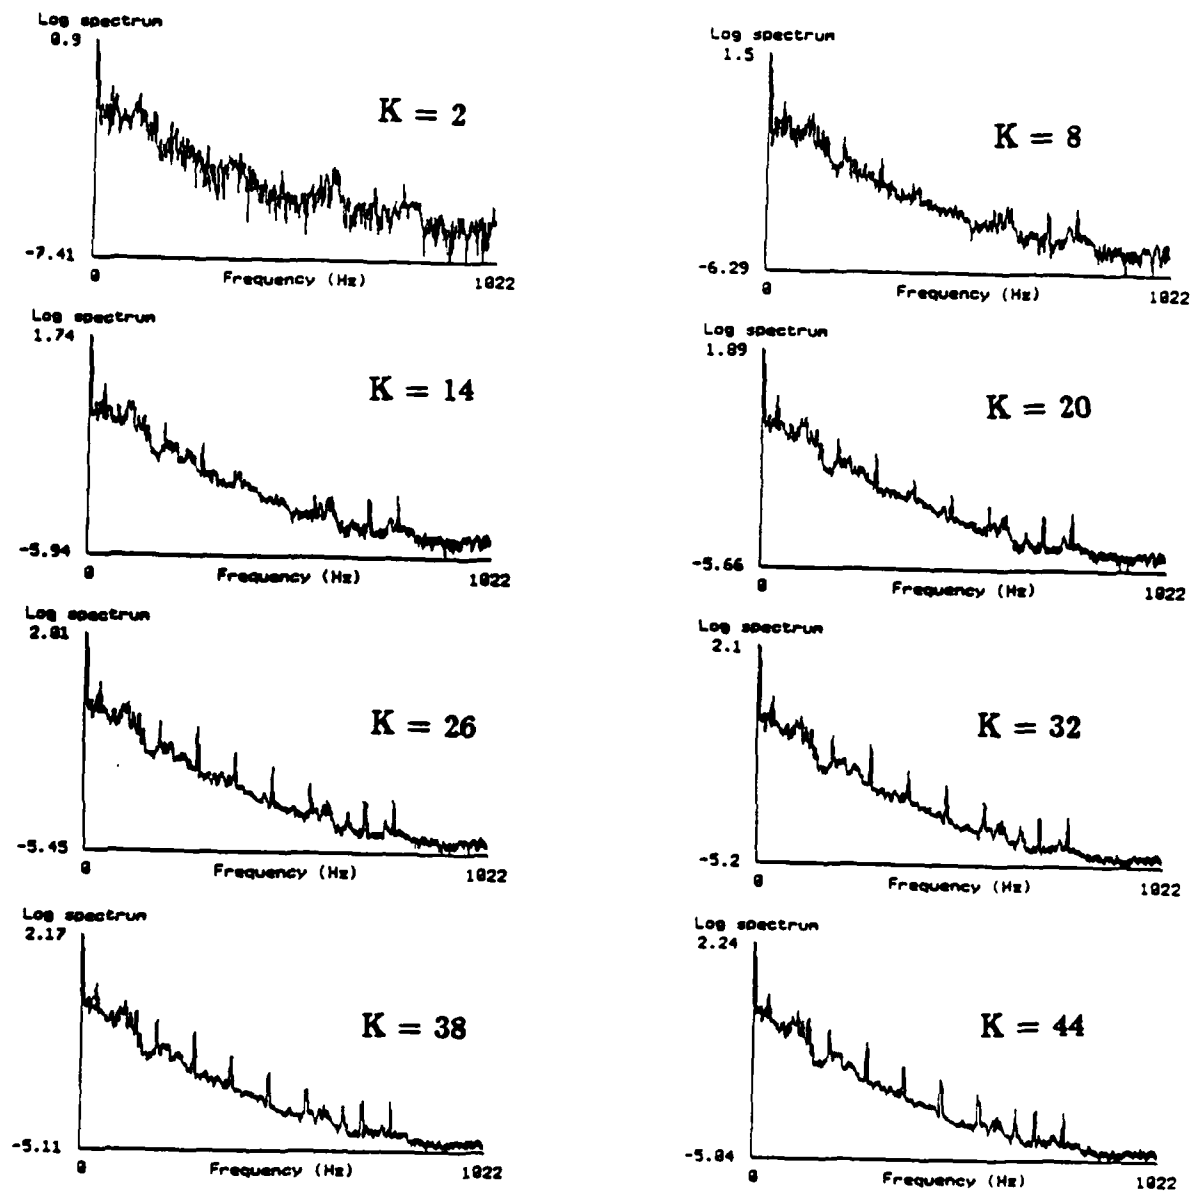 Log spectrum
0.9
K = 2
-7.41
0
Frequency (Hz)
1022
Log spectrum
1.5
K = 8
-6.29
0
Frequency (Hz)
1022
Log spectrum
1.74
K = 14
-5.94
0
Frequency (Hz)
1022
Log spectrum
1.89
K = 20
-5.66
0
Frequency (Hz)
1022
Log spectrum
2.01
K = 26
-5.45
0
Frequency (Hz)
1022
Log spectrum
2.1
K = 32
-5.2
0
Frequency (Hz)
1022
Log spectrum
2.17
K = 38
-5.11
0
Frequency (Hz)
1022
Log spectrum
2.24
K = 44
-5.04
0
Frequency (Hz)
1022